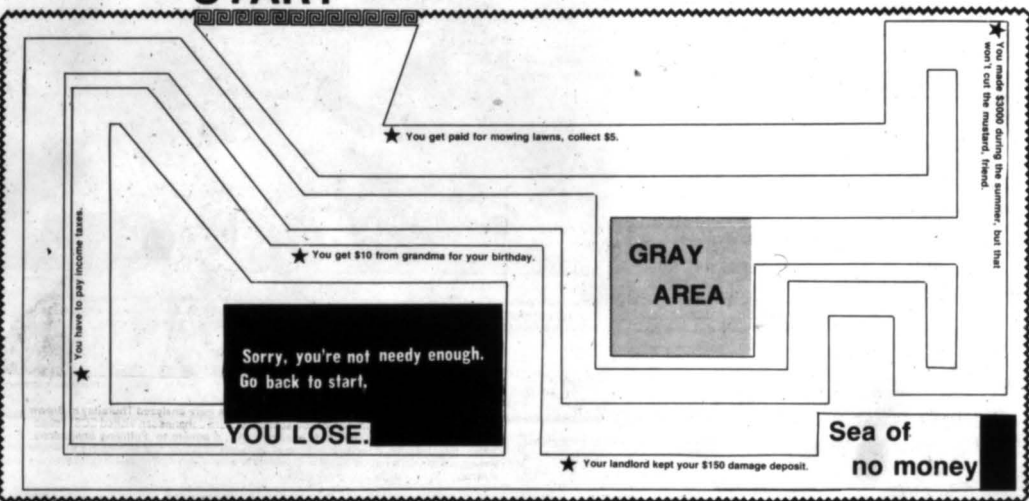 START
★ You made $3000 during the summer, but that
won't cut the mustard, friend.
★ You get paid for mowing lawns, collect $5.
★ You have to pay income taxes.
★ You get $10 from grandma for your birthday.
GRAY
AREA
Sorry, you're not needy enough.
Go back to start,
YOU LOSE.
Sea of
no money
★ Your landlord kept your $150 damage deposit.